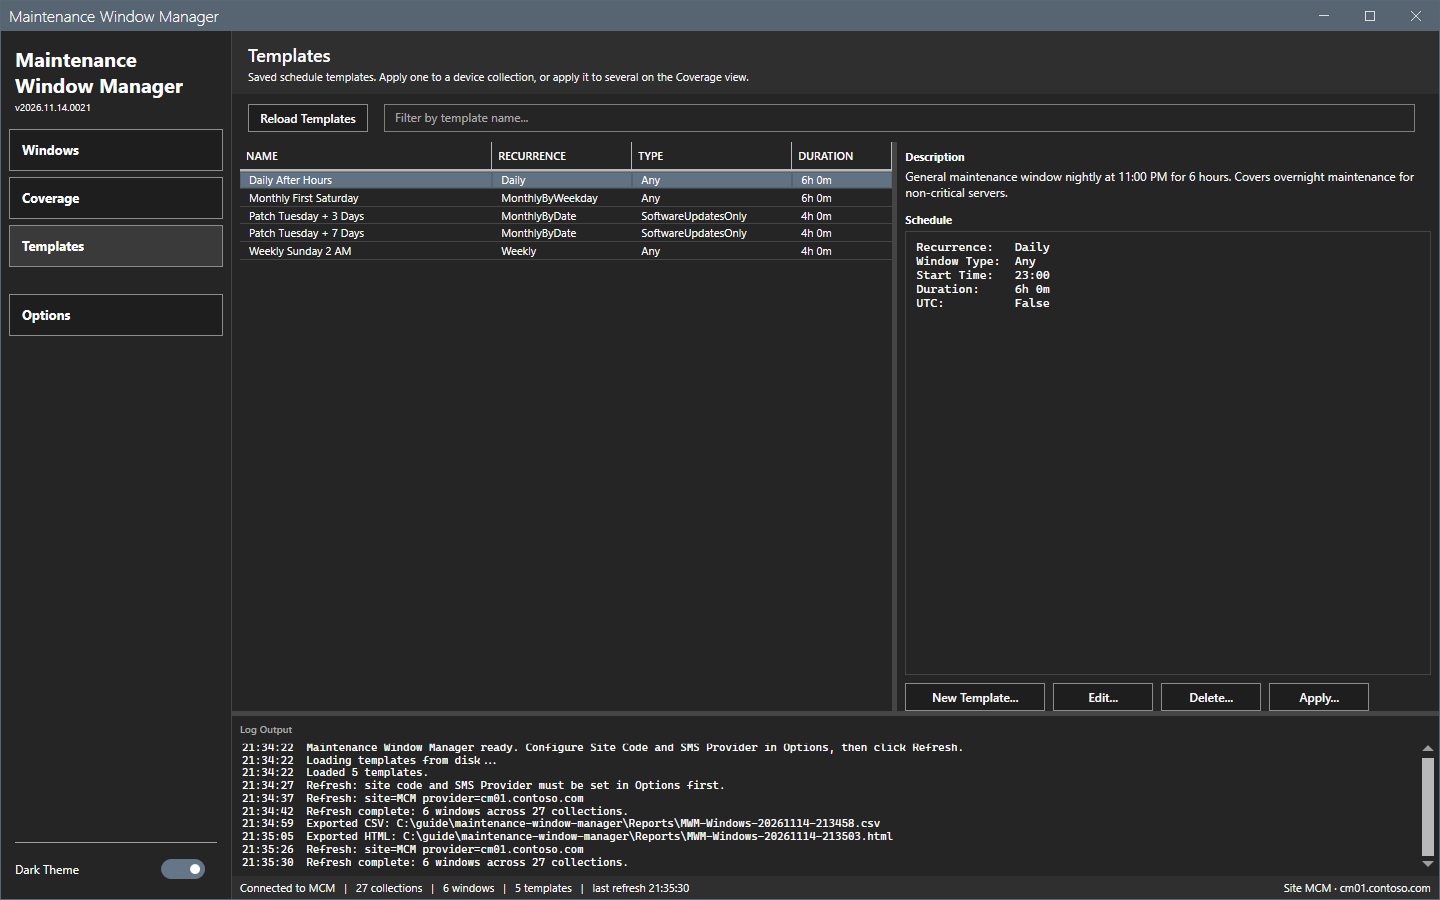 Maintenance Window Manager
Maintenance
Window Manager
v2026.11.14.0021
Windows
Coverage
Templates
Options
Dark Theme
Templates
Saved schedule templates. Apply one to a device collection, or apply it to several on the Coverage view.
Reload Templates
Filter by template name...
NAME RECURRENCE TYPE DURATION
Daily After Hours Daily Any 6h 0m
Monthly First Saturday MonthlyByWeekday Any 6h 0m
Patch Tuesday + 3 Days MonthlyByDate SoftwareUpdatesOnly 4h 0m
Patch Tuesday + 7 Days MonthlyByDate SoftwareUpdatesOnly 4h 0m
Weekly Sunday 2 AM Weekly Any 4h 0m
Description
General maintenance window nightly at 11:00 PM for 6 hours. Covers overnight maintenance for
non-critical servers.
Schedule
Recurrence: Daily
Window Type: Any
Start Time: 23:00
Duration: 6h 0m
UTC: False
New Template... Edit... Delete... Apply...
Log Output
21:34:22 Maintenance Window Manager ready. Configure Site Code and SMS Provider in Options, then click Refresh.
21:34:22 Loading templates from disk...
21:34:22 Loaded 5 templates.
21:34:27 Refresh: site code and SMS Provider must be set in Options first.
21:34:37 Refresh: site=MCM provider=cm01.contoso.com
21:34:42 Refresh complete: 6 windows across 27 collections.
21:34:59 Exported CSV: C:\guide\maintenance-window-manager\Reports\MWM-Windows-20261114-213458.csv
21:35:05 Exported HTML: C:\guide\maintenance-window-manager\Reports\MWM-Windows-20261114-213503.html
21:35:26 Refresh: site=MCM provider=cm01.contoso.com
21:35:30 Refresh complete: 6 windows across 27 collections.
Connected to MCM | 27 collections | 6 windows | 5 templates | last refresh 21:35:30
Site MCM · cm01.contoso.com